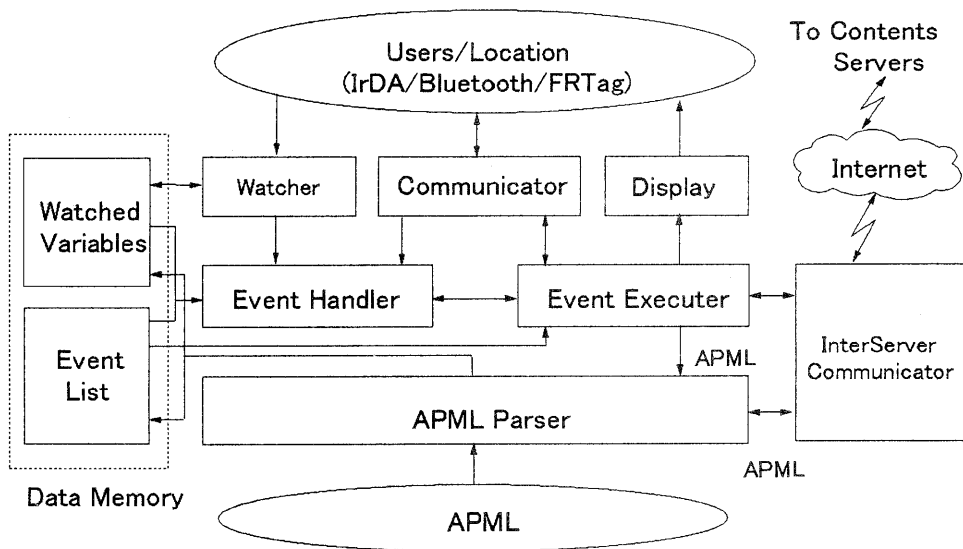 Users/Location
(IrDA/Bluetooth/FRTag)
To Contents
Servers
Internet
Watcher
Communicator
Display
Watched
Variables
Event Handler
Event Executer
InterServer
Communicator
Event
List
APML
APML Parser
APML
Data Memory
APML